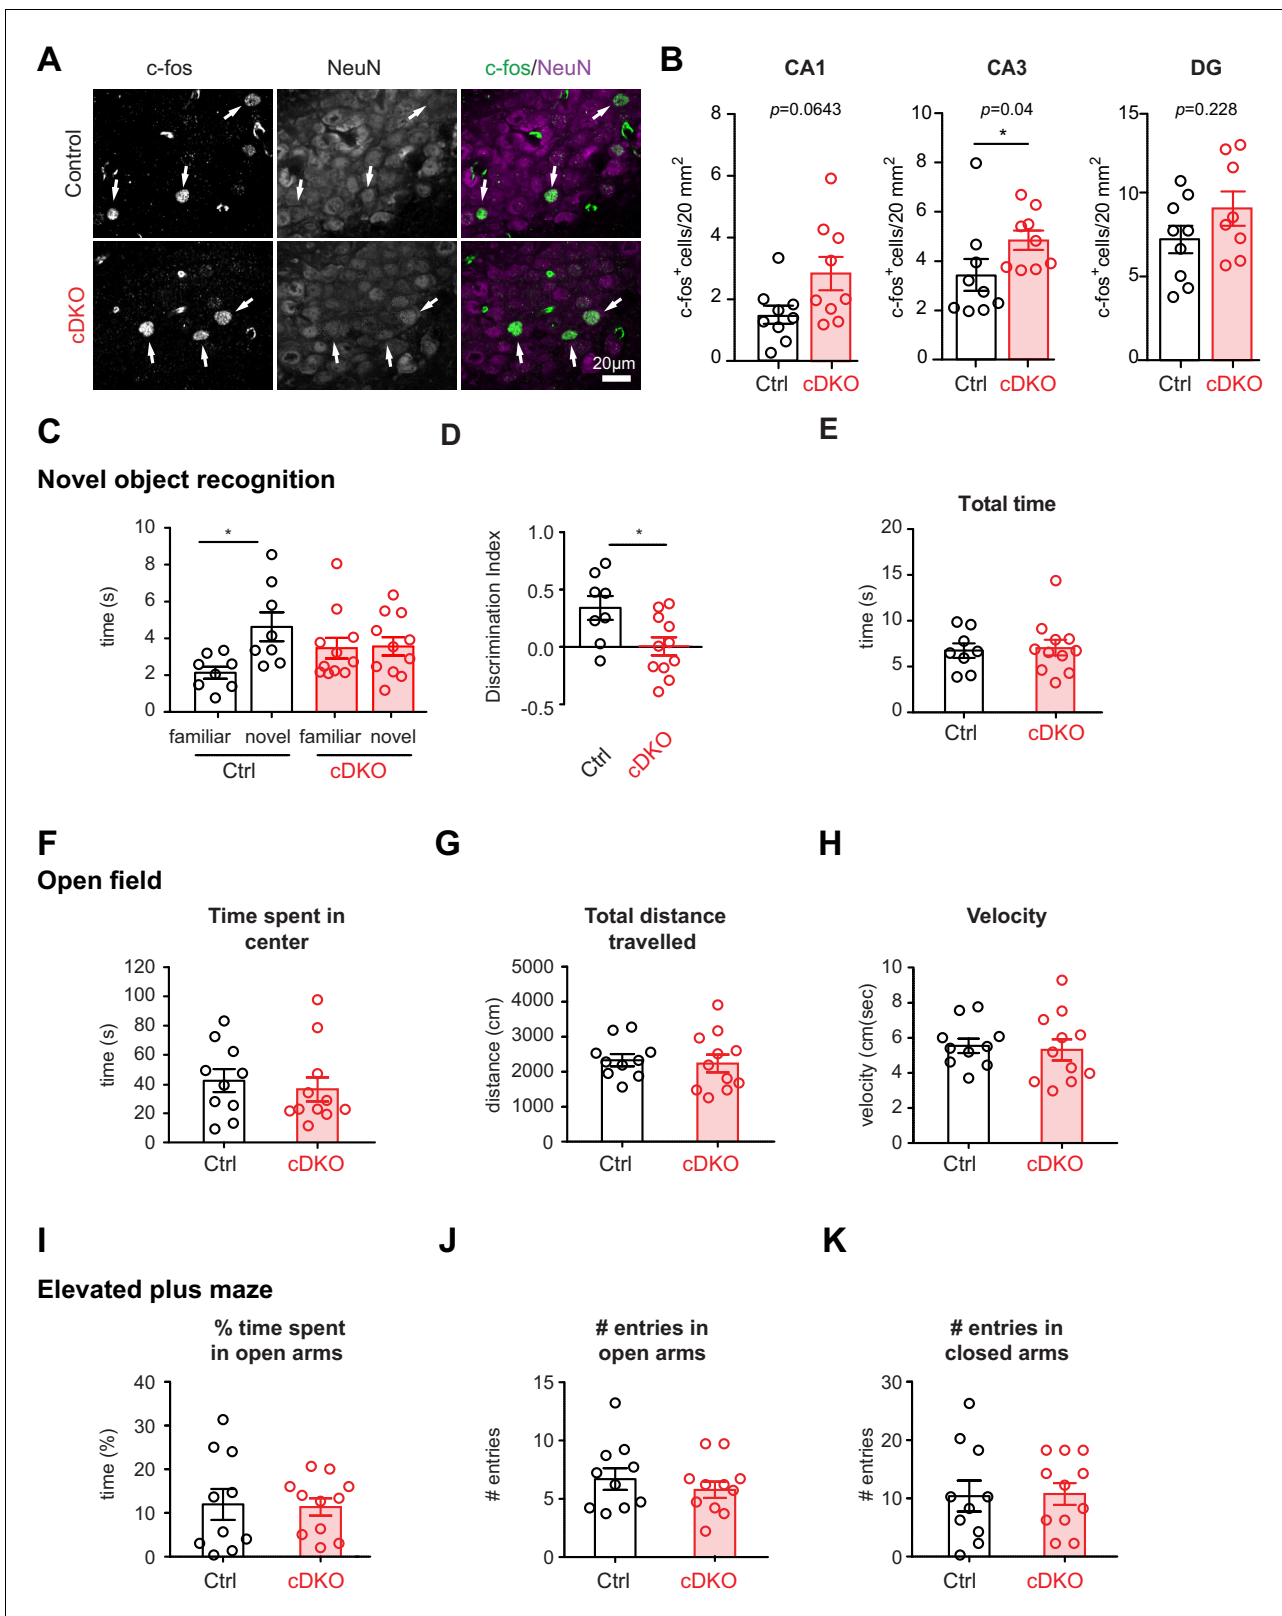 A
c-fos
NeuN
c-fos/NeuN
Control
cDKO
20µm
B
CA1
CA3
DG
p=0.0643
p=0.04
p=0.228
*
c-fos⁺cells/20 mm²
8
6
4
2
0
Ctrl
cDKO
c-fos⁺cells/20 mm²
10
8
6
4
2
0
Ctrl
cDKO
c-fos⁺cells/20 mm²
15
10
5
0
Ctrl
cDKO
C
D
E
Novel object recognition
time (s)
10
8
6
4
2
0
*
familiar
novel
familiar
novel
Ctrl
cDKO
Discrimination Index
1.0
0.5
0.0
-0.5
*
Ctrl
cDKO
Total time
time (s)
20
15
10
5
0
Ctrl
cDKO
F
G
H
Open field
Time spent in
center
time (s)
120
100
80
60
40
20
0
Ctrl
cDKO
Total distance
travelled
distance (cm)
5000
4000
3000
2000
1000
0
Ctrl
cDKO
Velocity
velocity (cm(sec)
10
8
6
4
2
0
Ctrl
cDKO
I
J
K
Elevated plus maze
% time spent
in open arms
time (%)
40
30
20
10
0
Ctrl
cDKO
# entries in
open arms
# entries
15
10
5
0
Ctrl
cDKO
# entries in
closed arms
# entries
30
20
10
0
Ctrl
cDKO